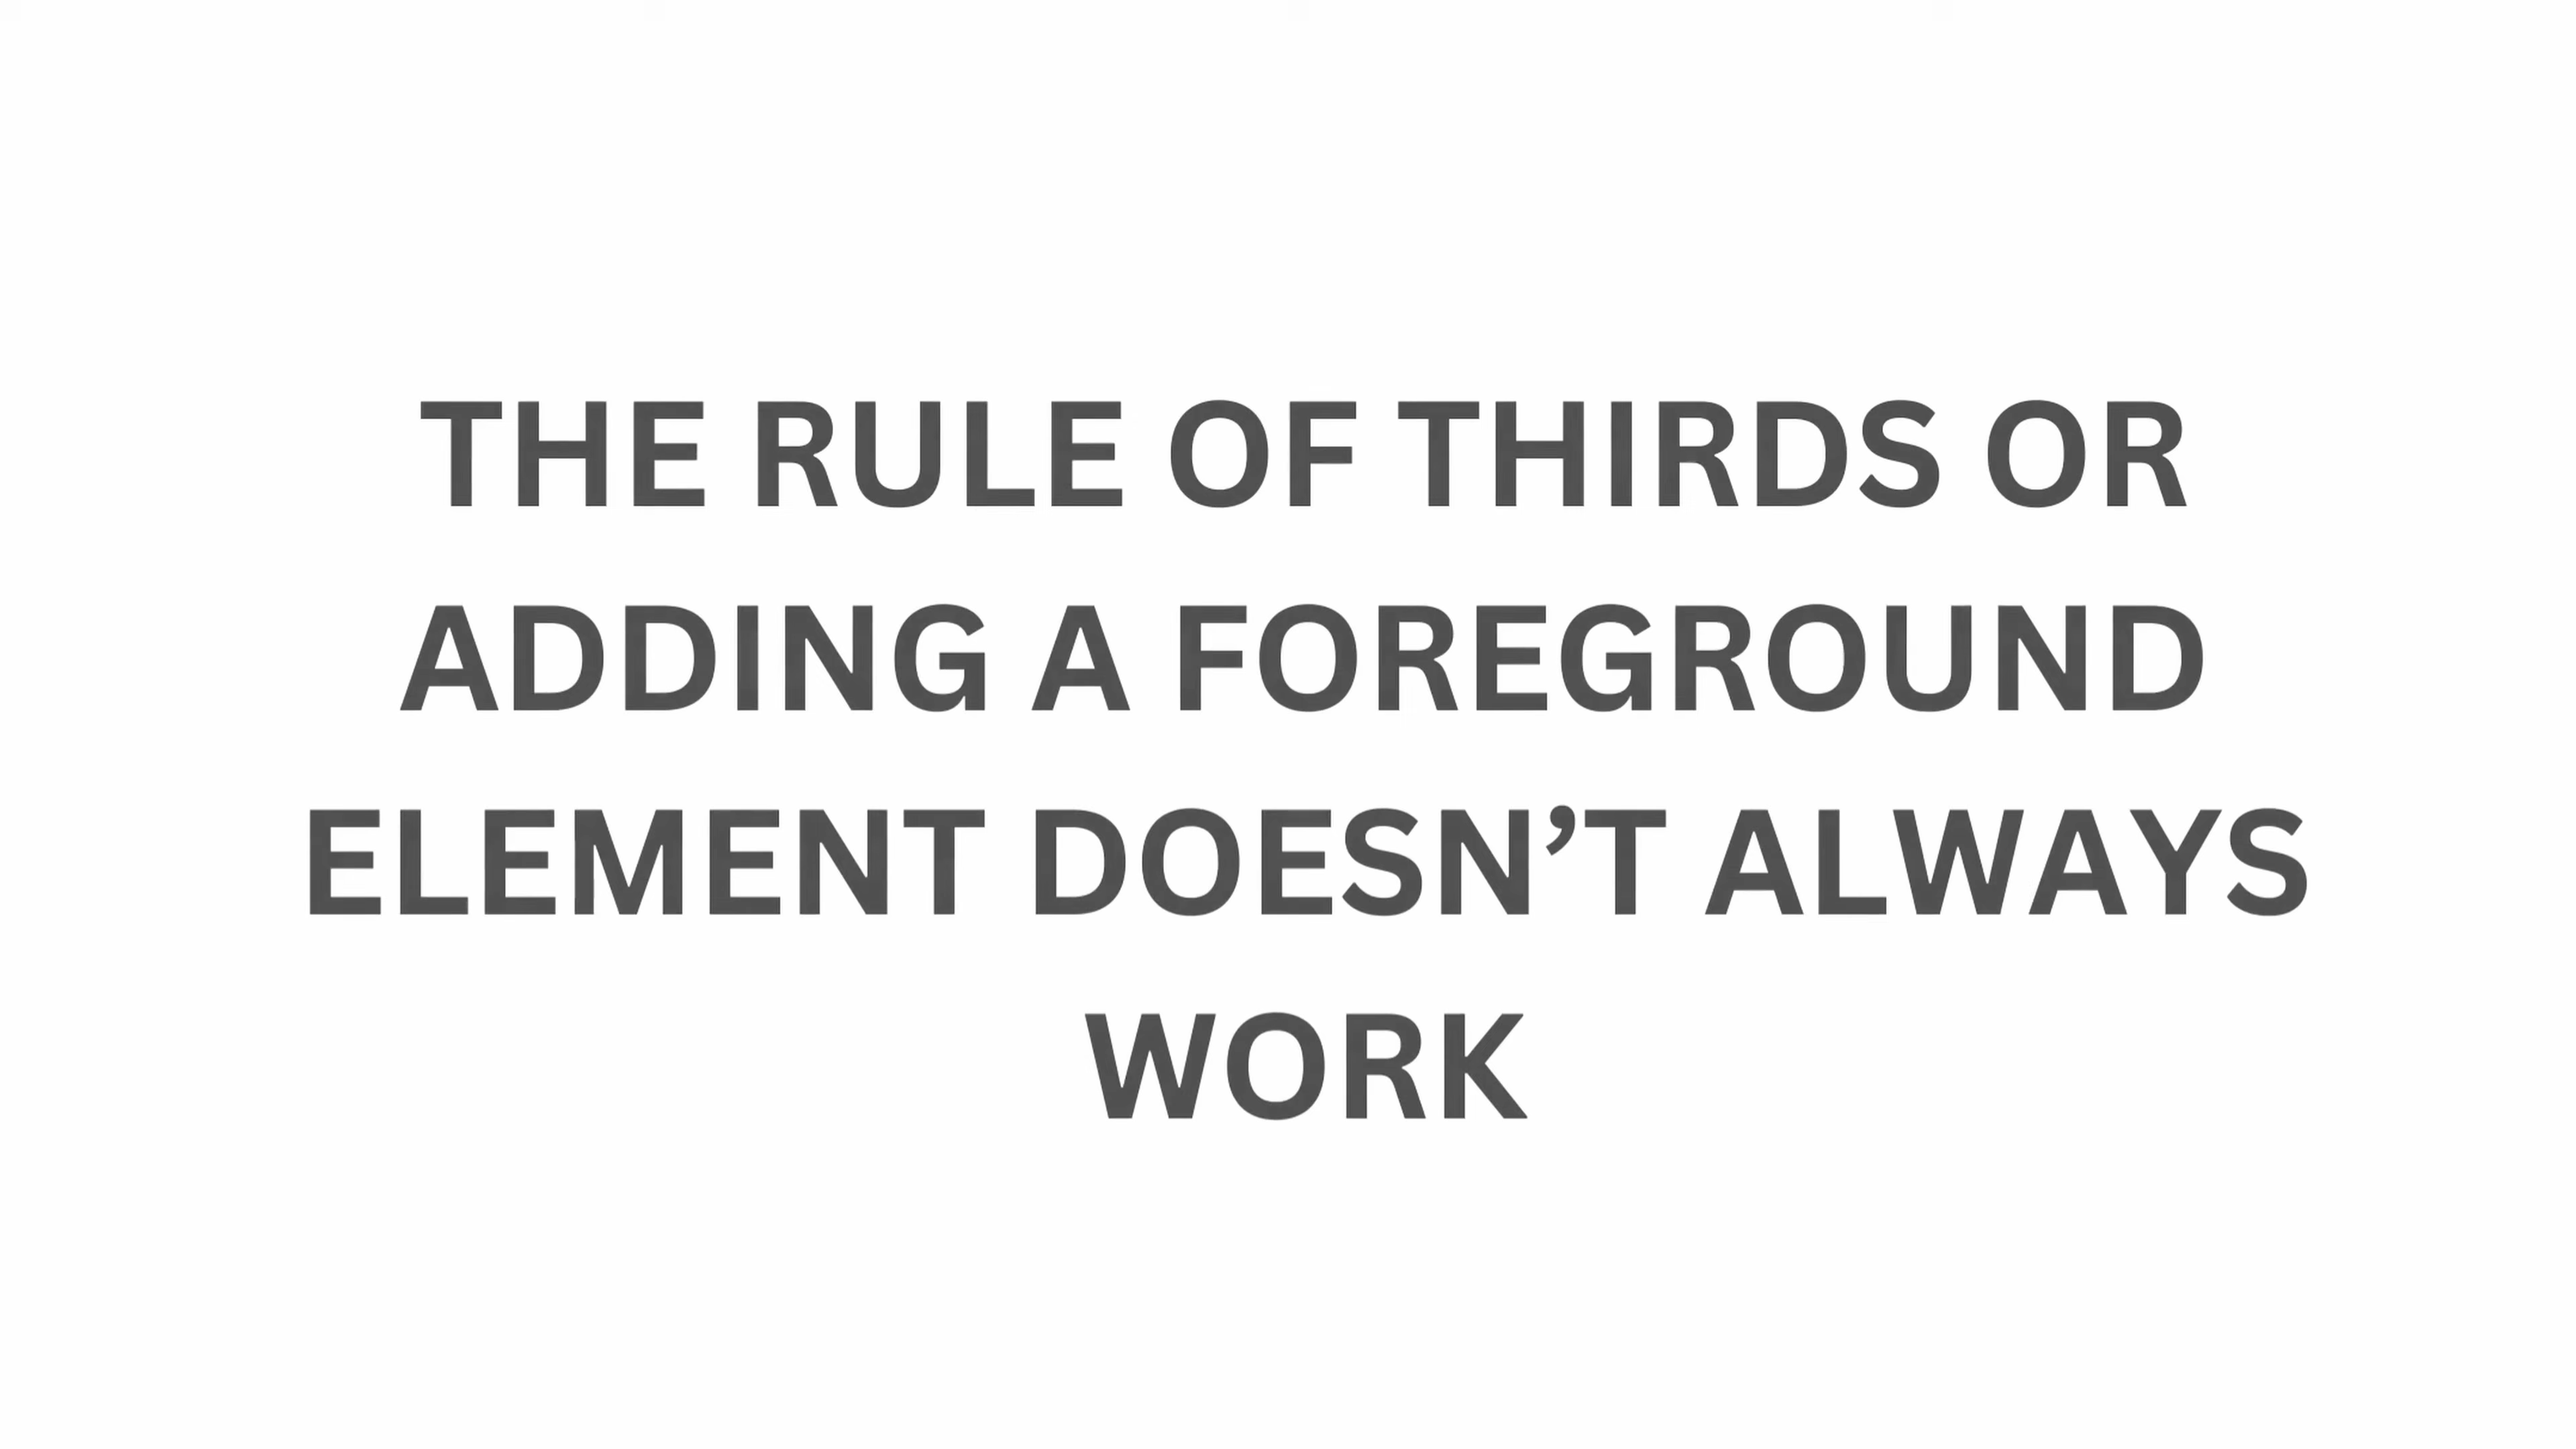 THE RULE OF THIRDS OR
ADDING A FOREGROUND
ELEMENT DOESN’T ALWAYS
WORK